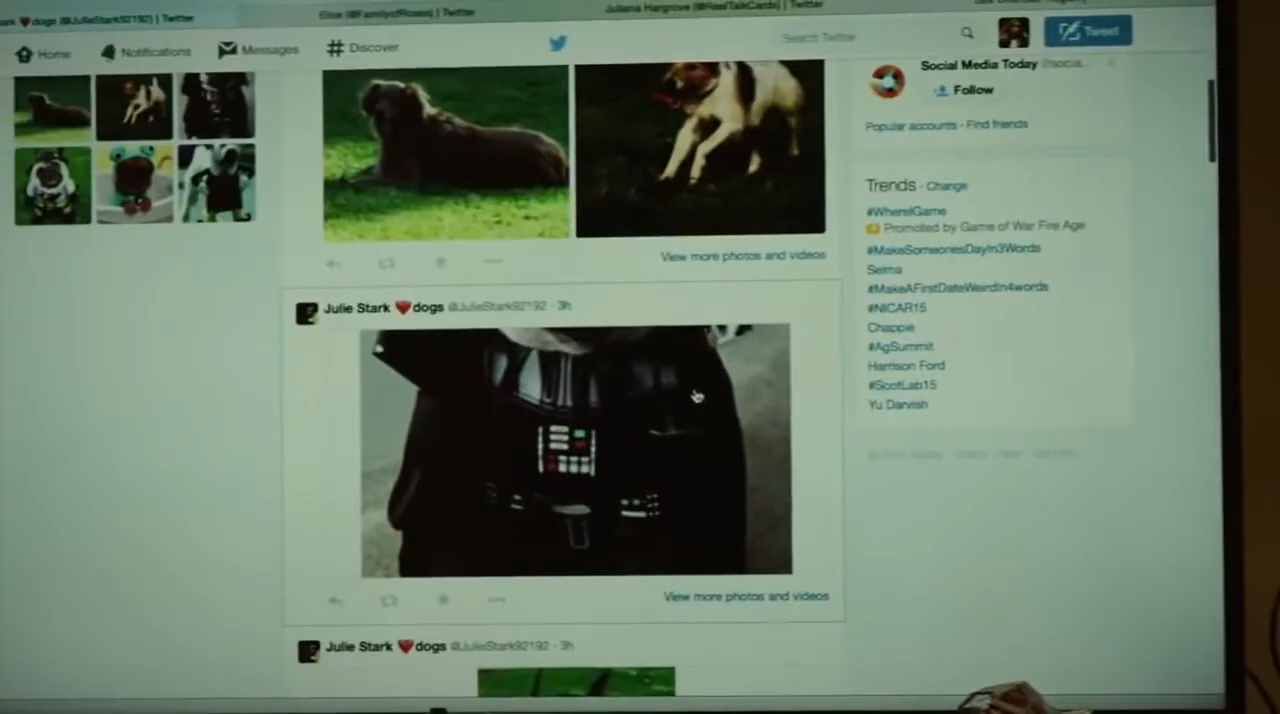 dogs (@JulieStark92192) | Twitter
Elise (@FamilyofRoses) | Twitter
Juliana Hargrove (@RealTalkCards) | Twitter
Home
Notifications
Messages
Discover
Search Twitter
Tweet
Social Media Today @socia...
Follow
Popular accounts · Find friends
Trends · Change
#WhereIGame
Promoted by Game of War Fire Age
#MakeSomeonesDayIn3Words
Selma
#MakeAFirstDateWeirdIn4words
#NICAR15
Chappie
#AgSummit
Harrison Ford
#ScotLab15
Yu Darvish
View more photos and videos
Julie Stark ❤dogs @JulieStark92192 · 3h
View more photos and videos
Julie Stark ❤dogs @JulieStark92192 · 3h